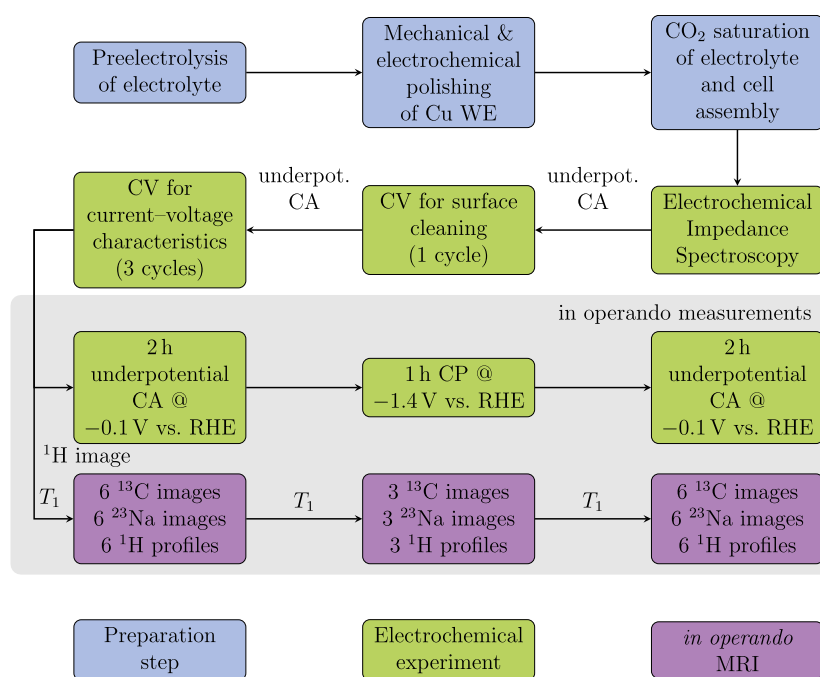 Preelectrolysis
of electrolyte
Mechanical &
electrochemical
polishing
of Cu WE
CO₂ saturation
of electrolyte
and cell
assembly
CV for
current–voltage
characteristics
(3 cycles)
underpot.
CA
CV for surface
cleaning
(1 cycle)
underpot.
CA
Electrochemical
Impedance
Spectroscopy
in operando measurements
2 h
underpotential
CA @
−0.1 V vs. RHE
1 h CP @
−1.4 V vs. RHE
2 h
underpotential
CA @
−0.1 V vs. RHE
¹H image
T₁
6 ¹³C images
6 ²³Na images
6 ¹H profiles
T₁
3 ¹³C images
3 ²³Na images
3 ¹H profiles
T₁
6 ¹³C images
6 ²³Na images
6 ¹H profiles
Preparation
step
Electrochemical
experiment
in operando
MRI